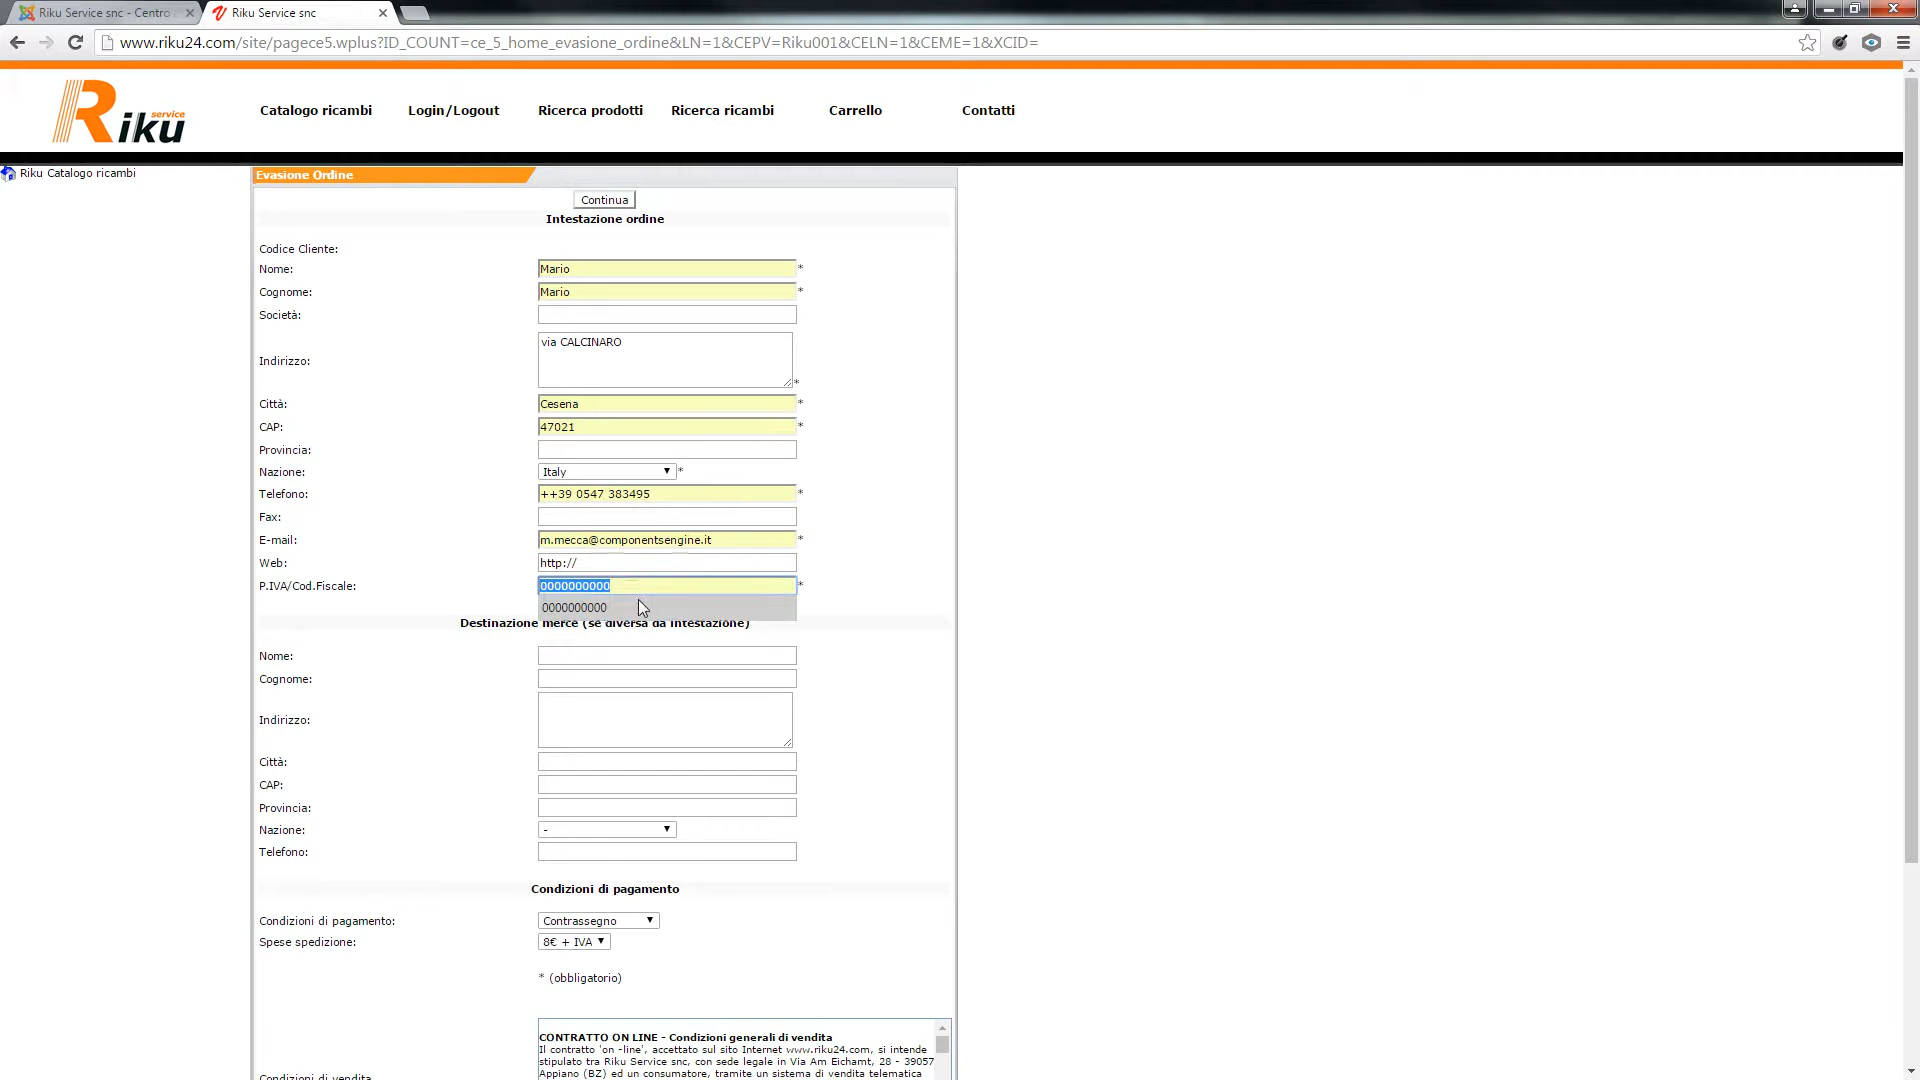 Riku Service snc - Centro
Riku Service snc
www.riku24.com/site/pagece5.wplus?ID_COUNT=ce_5_home_evasione_ordine&LN=1&CEPV=Riku001&CELN=1&CEME=1&XCID=
Riku service
Catalogo ricambi Login/Logout Ricerca prodotti Ricerca ricambi Carrello Contatti
Riku Catalogo ricambi
Evasione Ordine
Continua
Intestazione ordine
Codice Cliente:
Nome: Mario *
Cognome: Mario *
Società:
Indirizzo: via CALCINARO *
Città: Cesena *
CAP: 47021 *
Provincia:
Nazione: Italy *
Telefono: ++39 0547 383495 *
Fax:
E-mail: m.mecca@componentsengine.it *
Web: http://
P.IVA/Cod.Fiscale: 0000000000 *
0000000000
Destinazione merce (se diversa da intestazione)
Nome:
Cognome:
Indirizzo:
Città:
CAP:
Provincia:
Nazione: -
Telefono:
Condizioni di pagamento
Condizioni di pagamento: Contrassegno
Spese spedizione: 8€ + IVA
* (obbligatorio)
CONTRATTO ON LINE - Condizioni generali di vendita
Il contratto 'on -line', accettato sul sito Internet www.riku24.com, si intende
stipulato tra Riku Service snc, con sede legale in Via Am Eichamt, 28 - 39057
Appiano (BZ) ed un consumatore, tramite un sistema di vendita telematica
Condizioni di vendita